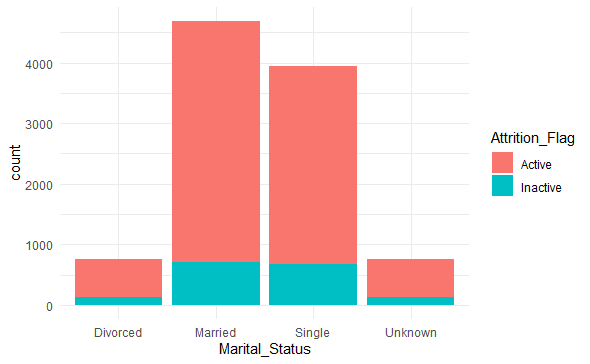 count
4000
3000
2000
1000
0
Divorced
Married
Single
Unknown
Marital_Status
Attrition_Flag
Active
Inactive